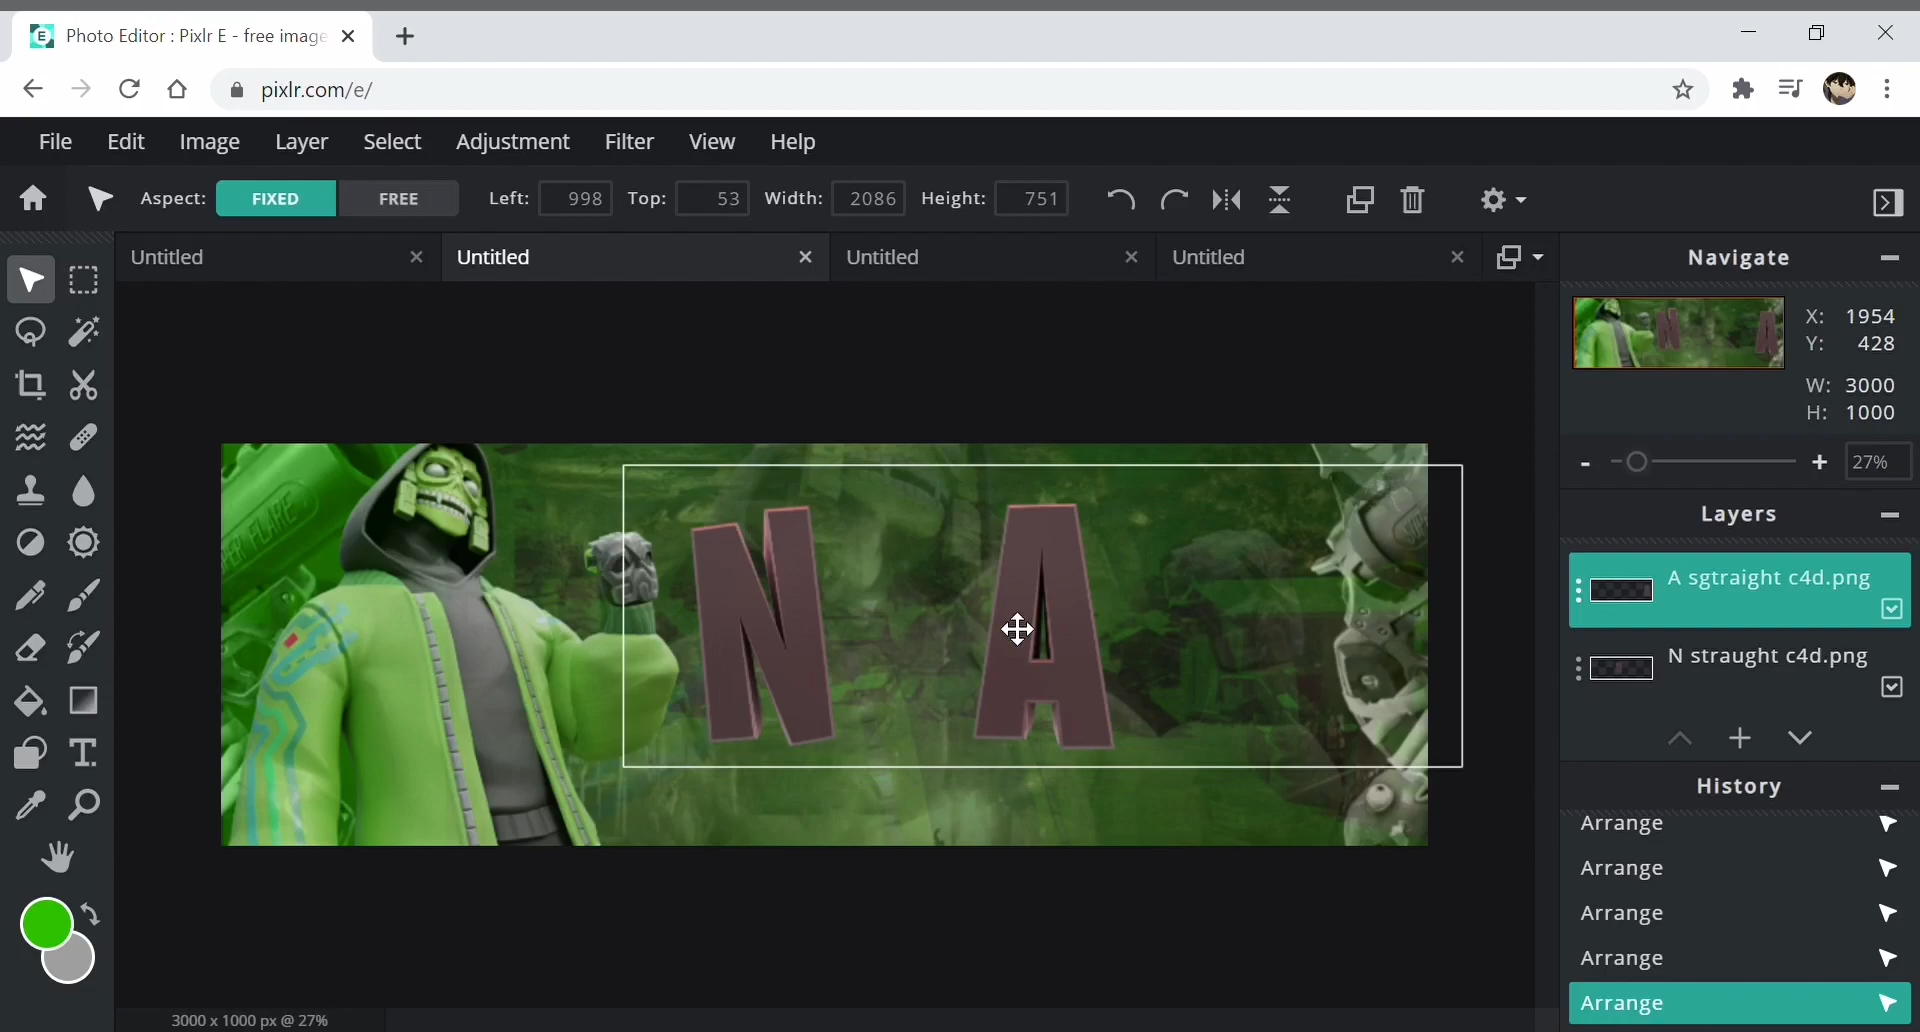 Photo Editor : Pixlr E - free image
pixlr.com/e/
File Edit Image Layer Select Adjustment Filter View Help
Aspect: FIXED FREE Left: 998 Top: 53 Width: 2086 Height: 751
Untitled Untitled Untitled Untitled
Navigate
X: 1954
Y: 428
W: 3000
H: 1000
- + 27%
Layers
A sgtraight c4d.png
N straught c4d.png
N A
History
Arrange
Arrange
Arrange
Arrange
Arrange
3000 x 1000 px @ 27%